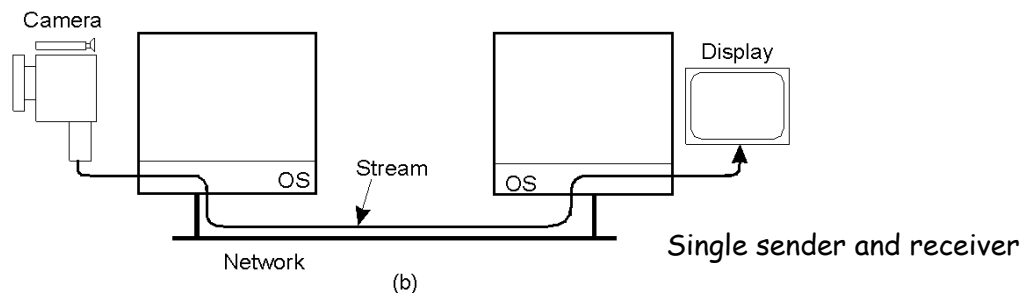 Camera
Display
OS
Stream
OS
Single sender and receiver
Network
(b)